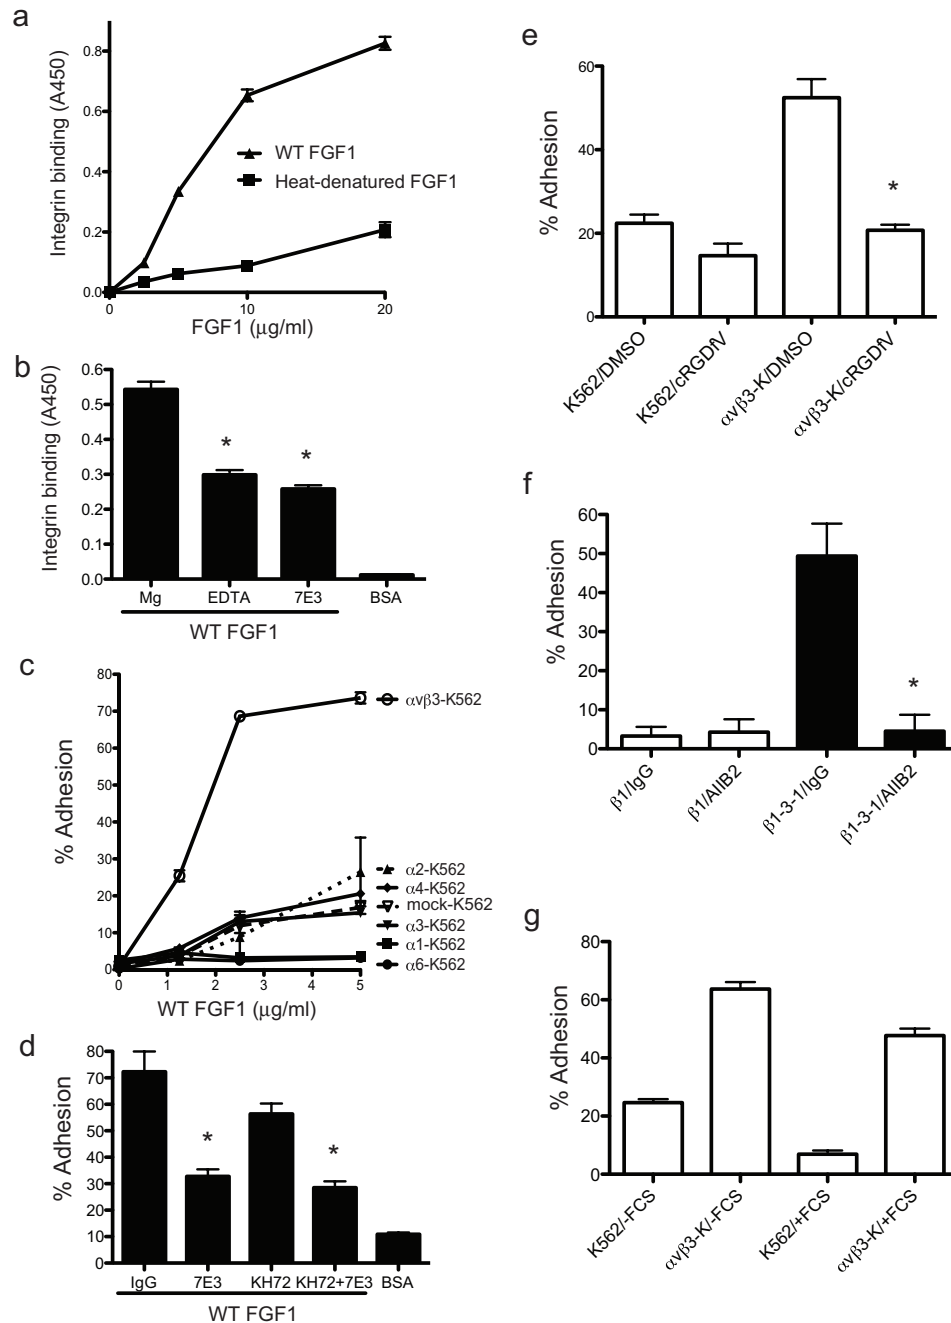 a
Integrin binding (A450)
0.8
0.6
0.4
0.2
0.0
WT FGF1
Heat-denatured FGF1
0 10 20
FGF1 (μg/ml)
b
Integrin binding (A450)
0.6
0.5
0.4
0.3
0.2
0.1
0.0
* *
Mg EDTA 7E3 BSA
WT FGF1
c
% Adhesion
80
70
60
50
40
30
20
10
0
αvβ3-K562
α2-K562
α4-K562
mock-K562
α3-K562
α1-K562
α6-K562
0 1 2 3 4 5
WT FGF1 (μg/ml)
d
% Adhesion
80
70
60
50
40
30
20
10
0
* *
IgG 7E3 KH72 KH72+7E3 BSA
WT FGF1
e
% Adhesion
60
40
20
0
*
K562/DMSO
K562/cRGDfV
αvβ3-K/DMSO
αvβ3-K/cRGDfV
f
% Adhesion
60
50
40
30
20
10
0
*
β1/IgG
β1/AIIB2
β1-3-1/IgG
β1-3-1/AIIB2
g
% Adhesion
80
60
40
20
0
K562/-FCS
αvβ3-K/-FCS
K562/+FCS
αvβ3-K/+FCS